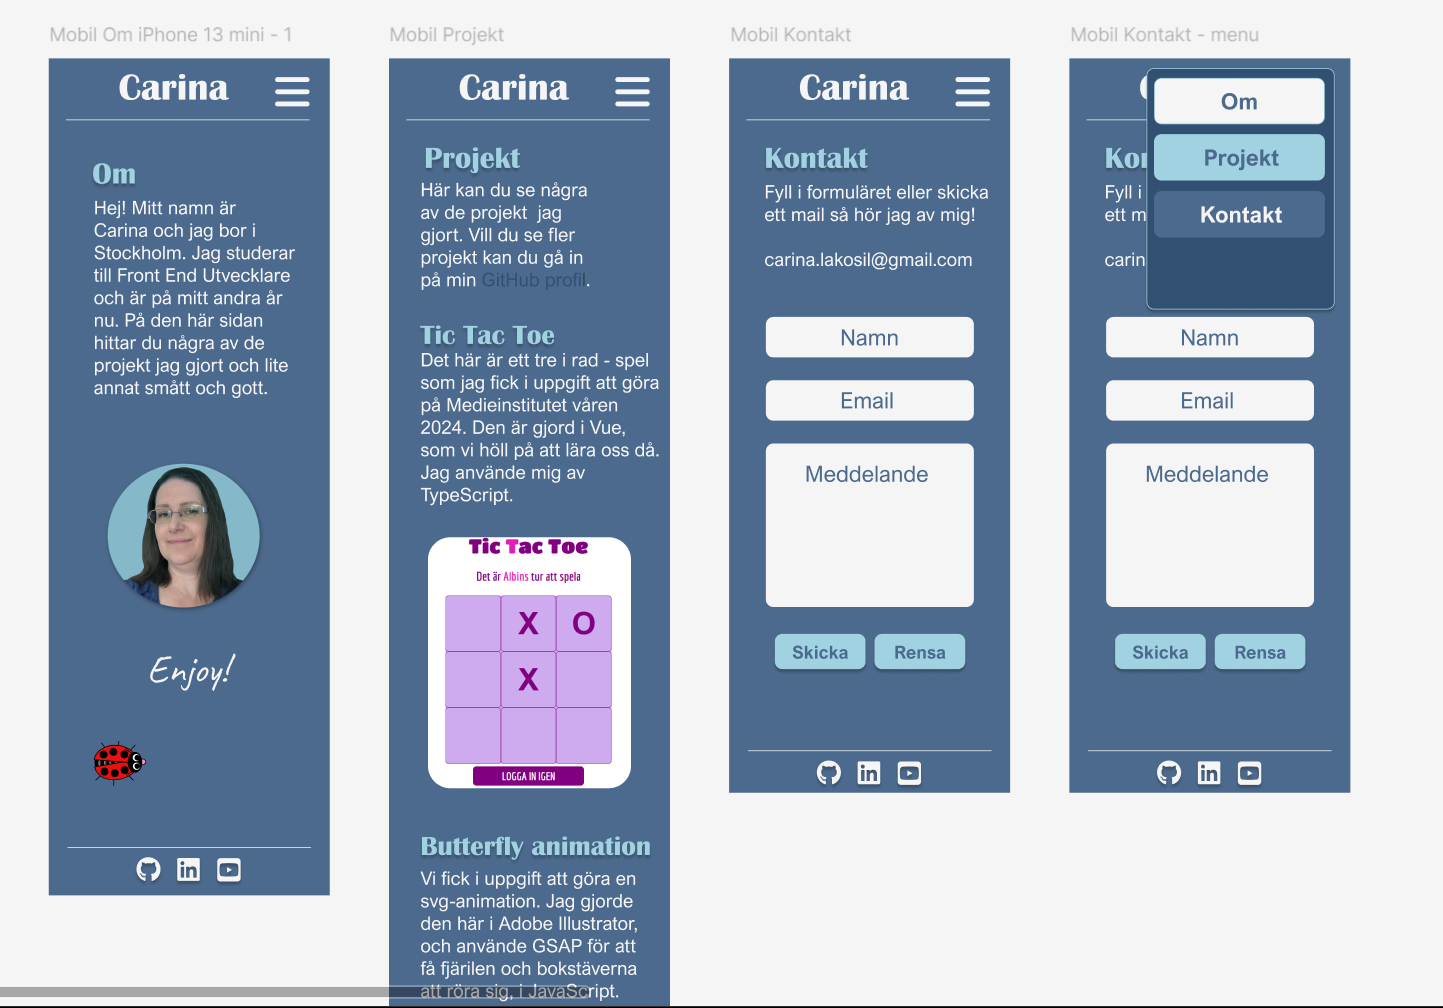 Mobil Om iPhone 13 mini - 1
Carina
Om
Hej! Mitt namn är
Carina och jag bor i
Stockholm. Jag studerar
till Front End Utvecklare
och är på mitt andra år
nu. På den här sidan
hittar du några av de
projekt jag gjort och lite
annat smått och gott.
Enjoy!
Mobil Projekt
Carina
Projekt
Här kan du se några
av de projekt  jag
gjort. Vill du se fler
projekt kan du gå in
på min GitHub profil.
Tic Tac Toe
Det här är ett tre i rad - spel
som jag fick i uppgift att göra
på Medieinstitutet våren
2024. Den är gjord i Vue,
som vi höll på att lära oss då.
Jag använde mig av
TypeScript.
Tic Tac Toe
Det är Albins tur att spela
X O
X
LOGGA IN IGEN
Butterfly animation
Vi fick i uppgift att göra en
svg-animation. Jag gjorde
den här i Adobe Illustrator,
och använde GSAP för att
få fjärilen och bokstäverna
att röra sig, i JavaScript.
Mobil Kontakt
Carina
Kontakt
Fyll i formuläret eller skicka
ett mail så hör jag av mig!
carina.lakosil@gmail.com
Namn
Email
Meddelande
Skicka Rensa
in
Mobil Kontakt - menu
Om
Projekt
Kontakt
Kon
Fyll i
ett m
carin
Namn
Email
Meddelande
Skicka Rensa
in